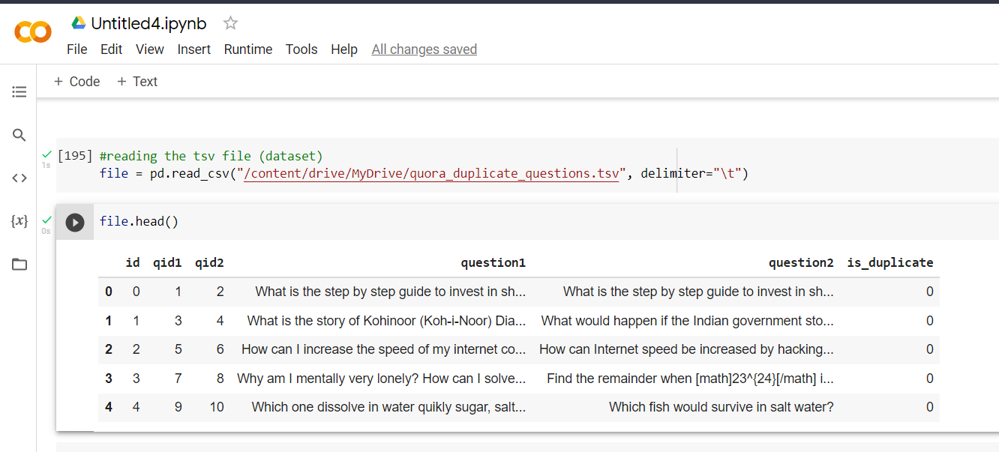 Untitled4.ipynb
File Edit View Insert Runtime Tools Help All changes saved
+ Code + Text
[195] #reading the tsv file (dataset)
1s
file = pd.read_csv("/content/drive/MyDrive/quora_duplicate_questions.tsv", delimiter="\t")
{x}
file.head()
0s
id qid1 qid2 question1 question2 is_duplicate
0 0 1 2 What is the step by step guide to invest in sh... What is the step by step guide to invest in sh... 0
1 1 3 4 What is the story of Kohinoor (Koh-i-Noor) Dia... What would happen if the Indian government sto... 0
2 2 5 6 How can I increase the speed of my internet co... How can Internet speed be increased by hacking... 0
3 3 7 8 Why am I mentally very lonely? How can I solve... Find the remainder when [math]23^{24}[/math] i... 0
4 4 9 10 Which one dissolve in water quikly sugar, salt... Which fish would survive in salt water? 0